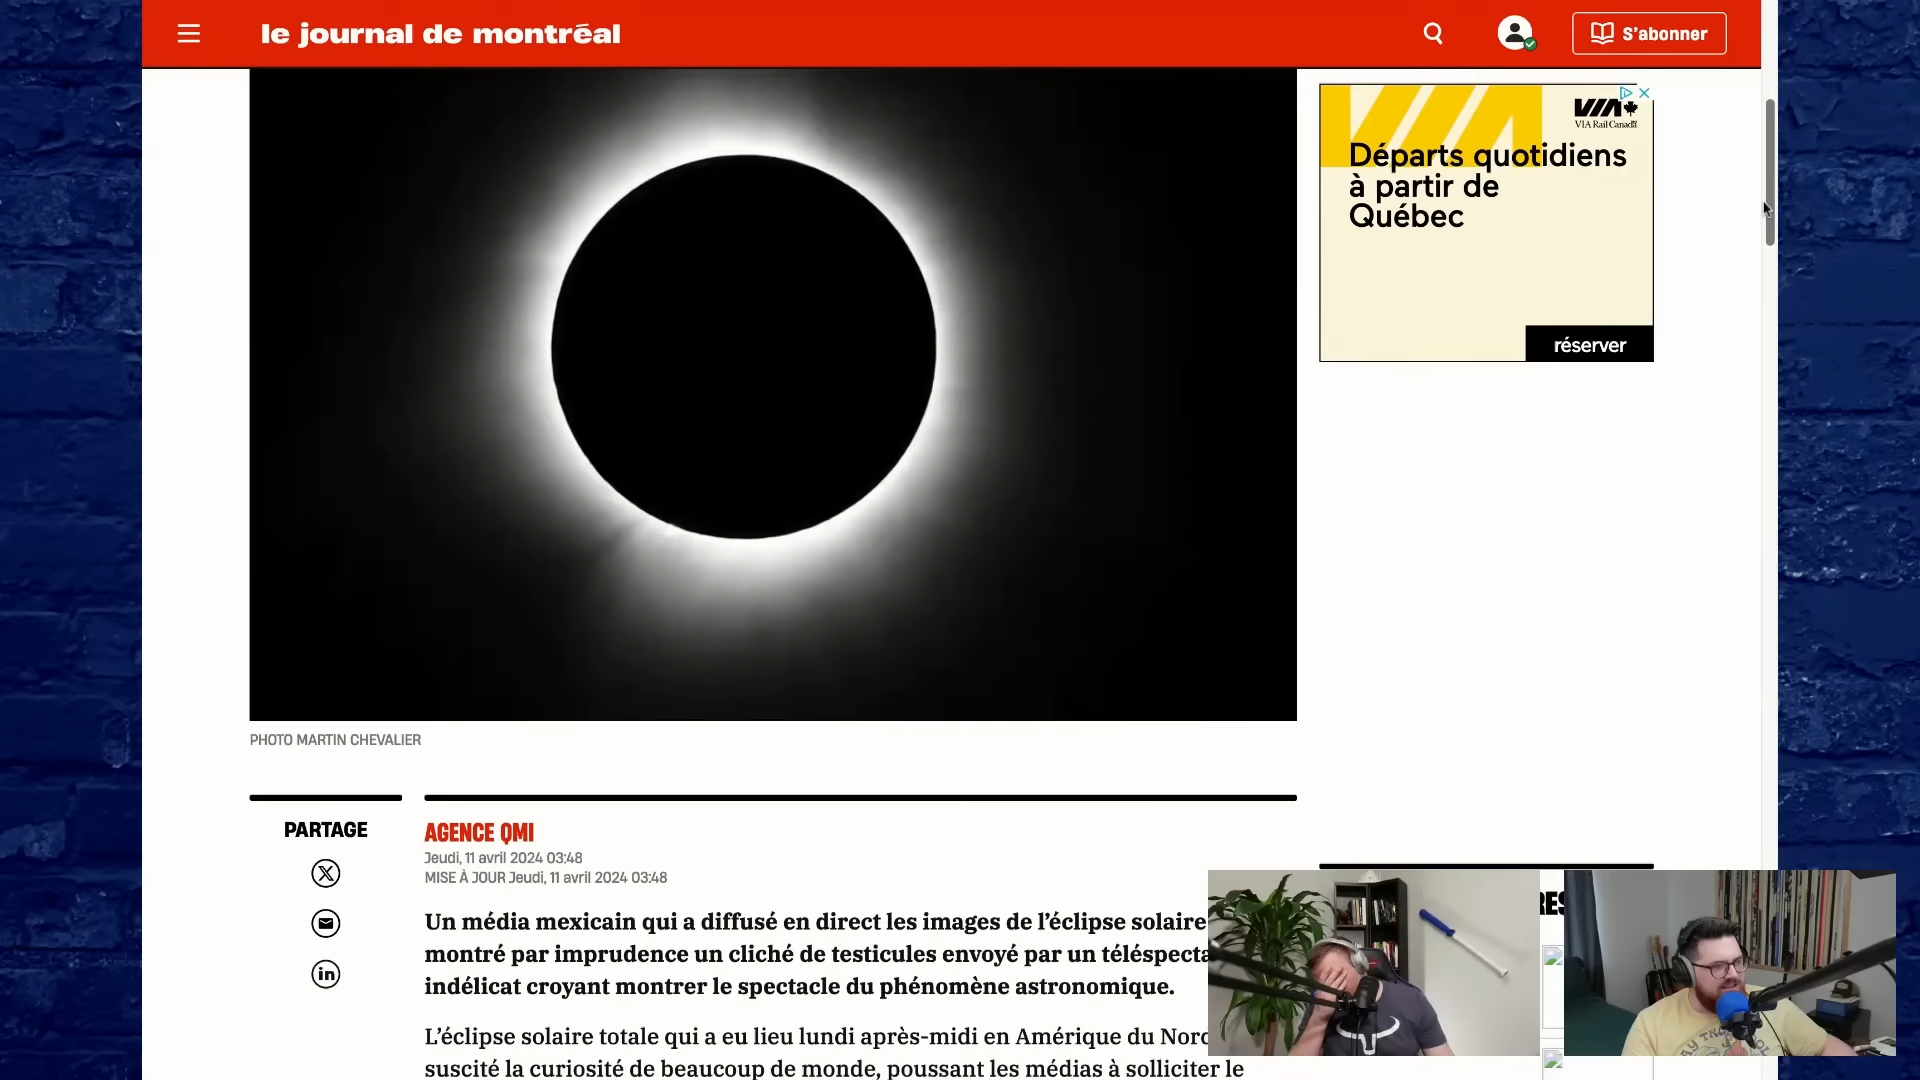 le journal de montréal
S'abonner
VIA
VIA Rail Canada
Départs quotidiens
à partir de
Québec
réserver
PHOTO MARTIN CHEVALIER
PARTAGE
AGENCE QMI
Jeudi, 11 avril 2024 03:48
MISE À JOUR Jeudi, 11 avril 2024 03:48
Un média mexicain qui a diffusé en direct les images de l’éclipse solaire
montré par imprudence un cliché de testicules envoyé par un
indélicat croyant montrer le spectacle du phénomène astronomique.
L’éclipse solaire totale qui a eu lieu lundi après-midi en Amérique du Nord
suscité la curiosité de beaucoup de monde, poussant les médias à solliciter le